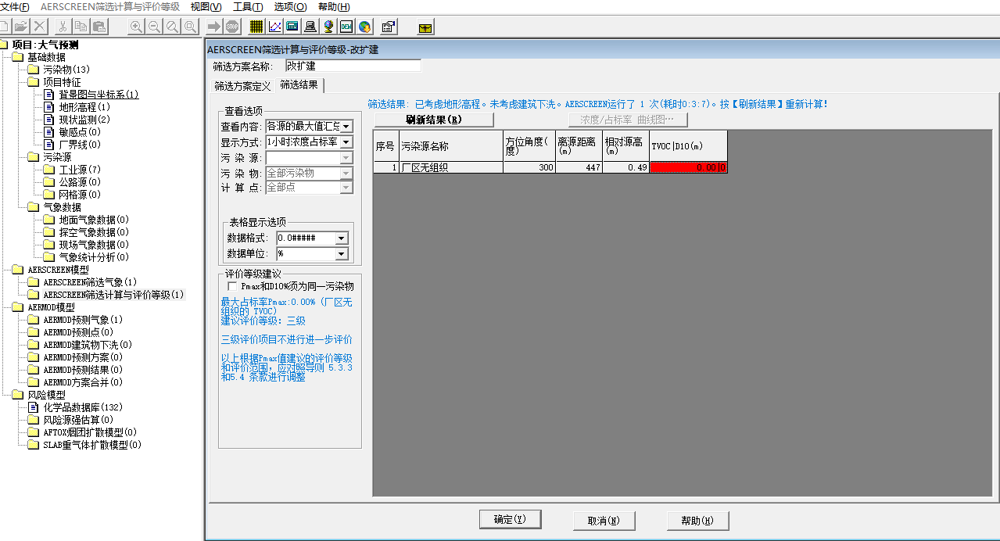 文件(F) AERSCREEN筛选计算与评价等级 视图(V) 工具(T) 选项(O) 帮助(H)
STOP
DEM
项目:大气预测
基础数据
污染物(13)
项目特征
背景图与坐标系(1)
地形高程(1)
现状监测(2)
敏感点(0)
厂界线(0)
污染源
工业源(7)
公路源(0)
网格源(0)
气象数据
地面气象数据(0)
探空气象数据(0)
现场气象数据(0)
气象统计分析(0)
AERSCREEN模型
AERSCREEN筛选气象(1)
AERSCREEN筛选计算与评价等级(1)
AERMOD模型
AERMOD预测气象(1)
AERMOD预测点(0)
AERMOD建筑物下洗(0)
AERMOD预测方案(0)
AERMOD预测结果(0)
AERMOD方案合并(0)
风险模型
化学品数据库(132)
风险源强估算(0)
AFTOX烟团扩散模型(0)
SLAB重气体扩散模型(0)
AERSCREEN筛选计算与评价等级-改扩建
筛选方案名称: 改扩建
筛选方案定义 筛选结果
查看选项
查看内容: 各源的最大值汇总
显示方式: 1小时浓度占标率
污 染 源:
污 染 物: 全部污染物
计 算 点: 全部点
表格显示选项
数据格式: 0.0#####
数据单位: %
评价等级建议
Pmax和D10%须为同一污染物
最大占标率Pmax:0.00% (厂区无
组织的 TVOC)
建议评价等级: 三级
三级评价项目不进行进一步评价
以上根据Pmax值建议的评价等级
和评价范围,应对照导则 5.3.3
和5.4 条款进行调整
筛选结果: 已考虑地形高程。未考虑建筑下洗。AERSCREEN运行了 1 次(耗时0:3:7)。按【刷新结果】重新计算!
刷新结果(R) 浓度/占标率 曲线图…
序号 污染源名称 方位角度(度) 离源距离(m) 相对源高(m) TVOC|D10(m)
1 厂区无组织 300 447 0.49 0.00|0
确定(Y) 取消(N) 帮助(H)